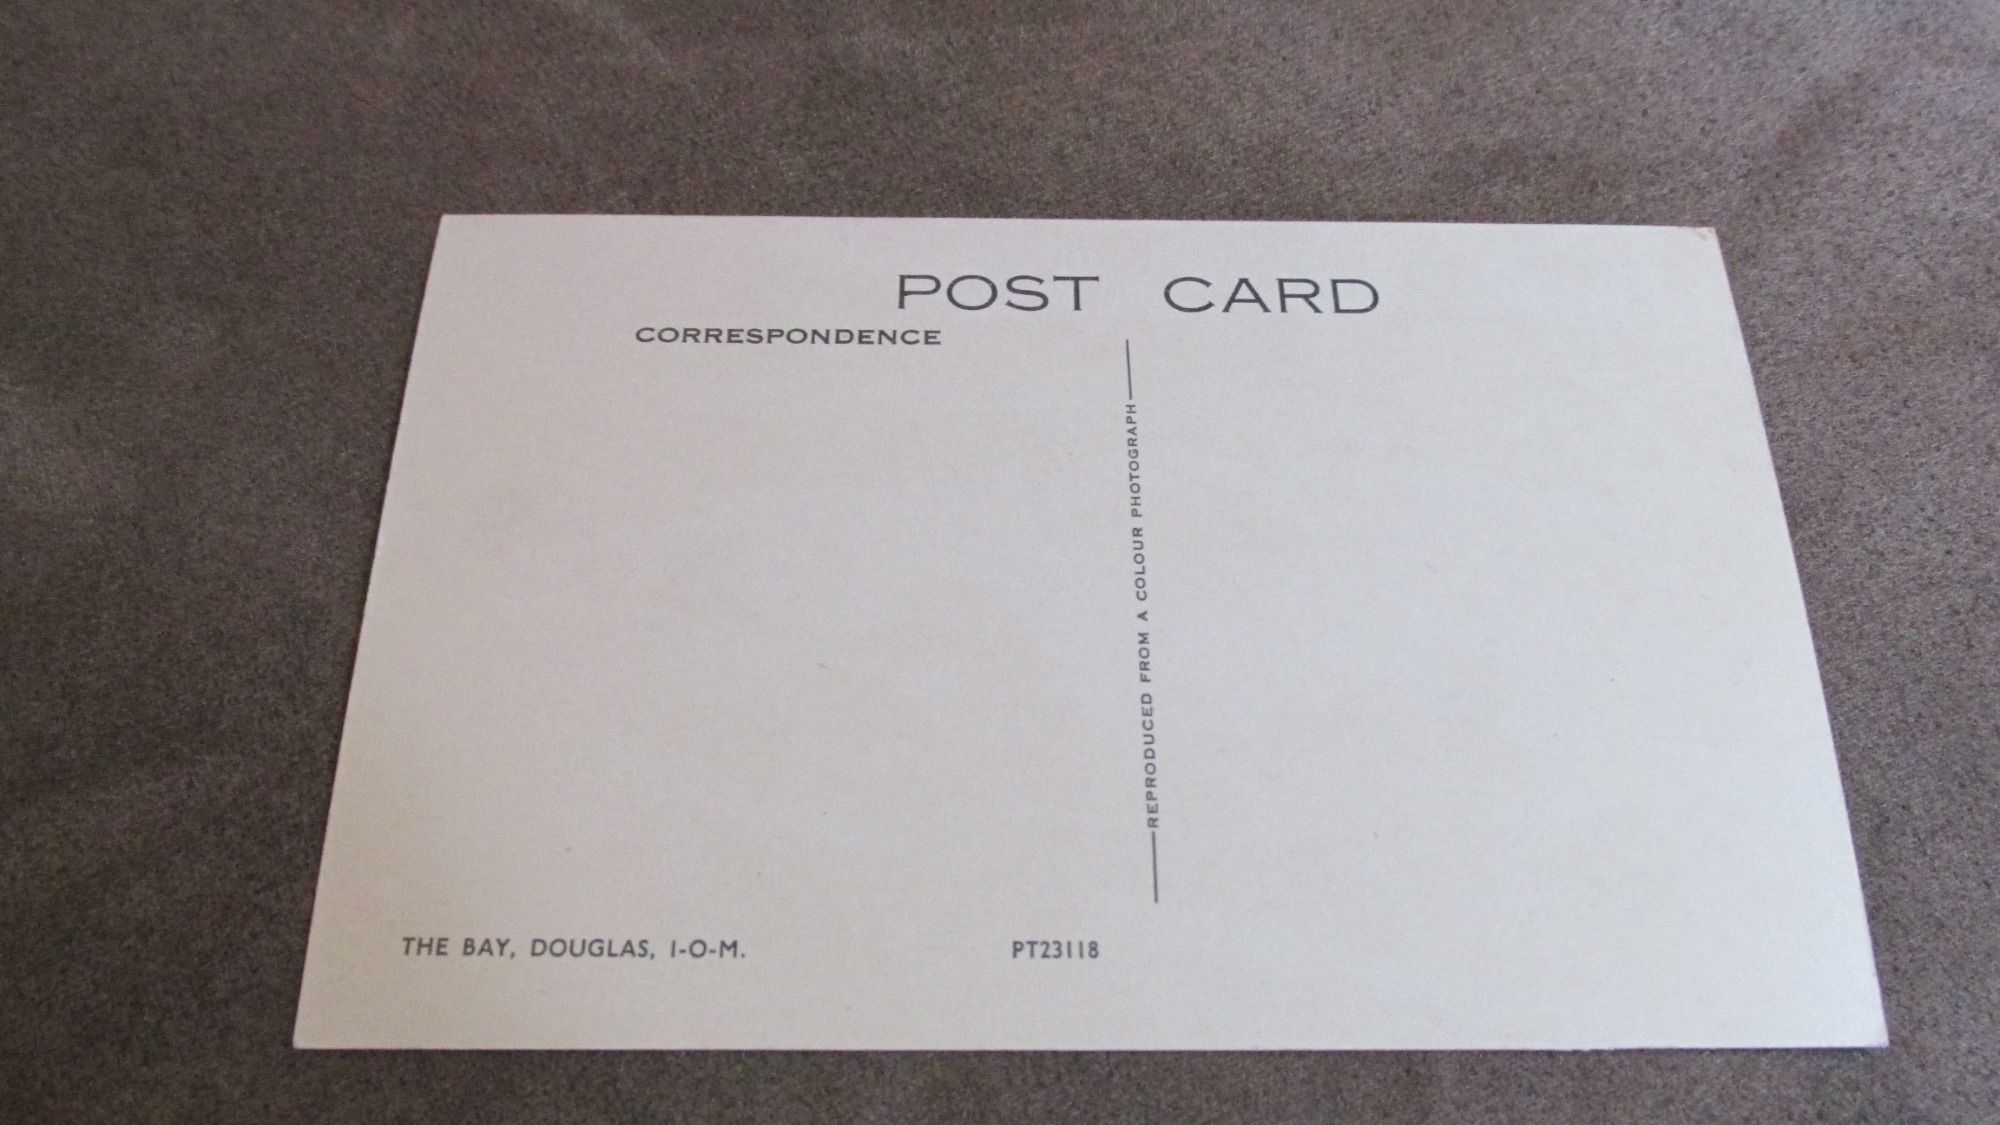 POST CARD
CORRESPONDENCE
REPRODUCED FROM A COLOUR PHOTOGRAPH
THE BAY, DOUGLAS, I-O-M.
PT23118